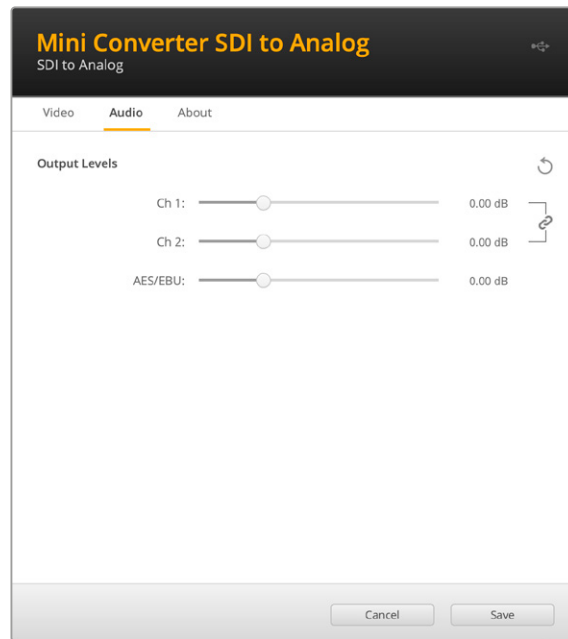 Mini Converter SDI to Analog
SDI to Analog
Video Audio About
Output Levels
Ch 1: 0.00 dB
Ch 2: 0.00 dB
AES/EBU: 0.00 dB
Cancel Save